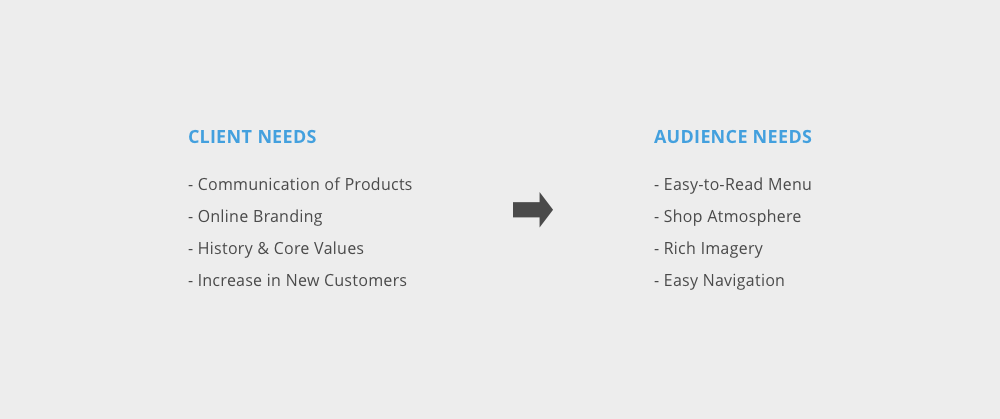 CLIENT NEEDS
- Communication of Products
- Online Branding
- History & Core Values
- Increase in New Customers
AUDIENCE NEEDS
- Easy-to-Read Menu
- Shop Atmosphere
- Rich Imagery
- Easy Navigation